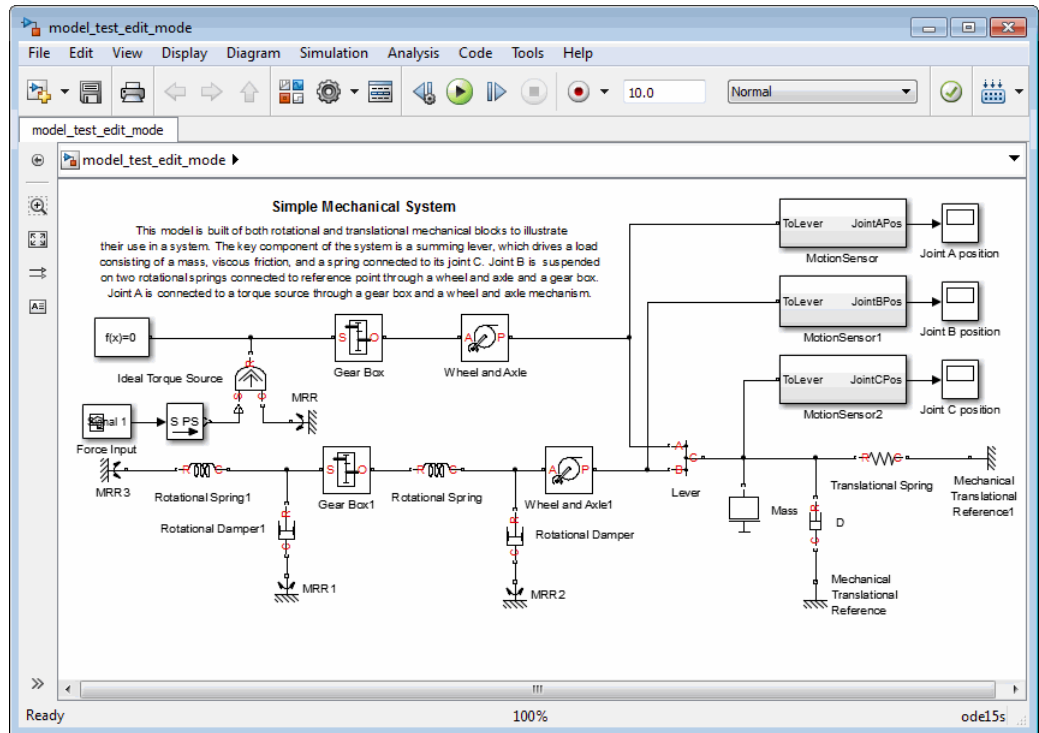 model_test_edit_mode
File Edit View Display Diagram Simulation Analysis Code Tools Help
10.0 Normal
model_test_edit_mode
model_test_edit_mode
Simple Mechanical System
This model is built of both rotational and translational mechanical blocks to illustrate
their use in a system. The key component of the system is a summing lever, which drives a load
consisting of a mass, viscous friction, and a spring connected to its joint C. Joint B is suspended
on two rotational springs connected to reference point through a wheel and axle and a gear box.
Joint A is connected to a torque source through a gear box and a wheel and axle mechanism.
ToLever JointAPos
MotionSensor
Joint A position
ToLever JointBPos
MotionSensor1
Joint B position
ToLever JointCPos
MotionSensor2
Joint C position
f(x)=0
S O
Gear Box
A P
Wheel and Axle
Ideal Torque Source
R
S C
MRR
Signal 1
Force Input
S PS
MRR3
R C
Rotational Spring1
S O
Gear Box1
R C
Rotational Spring
A P
Wheel and Axle1
A
B
C
Lever
R C
Translational Spring
Mechanical
Translational
Reference1
Mass
R
C
D
Rotational Damper1
R
C
Rotational Damper
R
C
MRR1
MRR2
Mechanical
Translational
Reference
Ready 100% ode15s